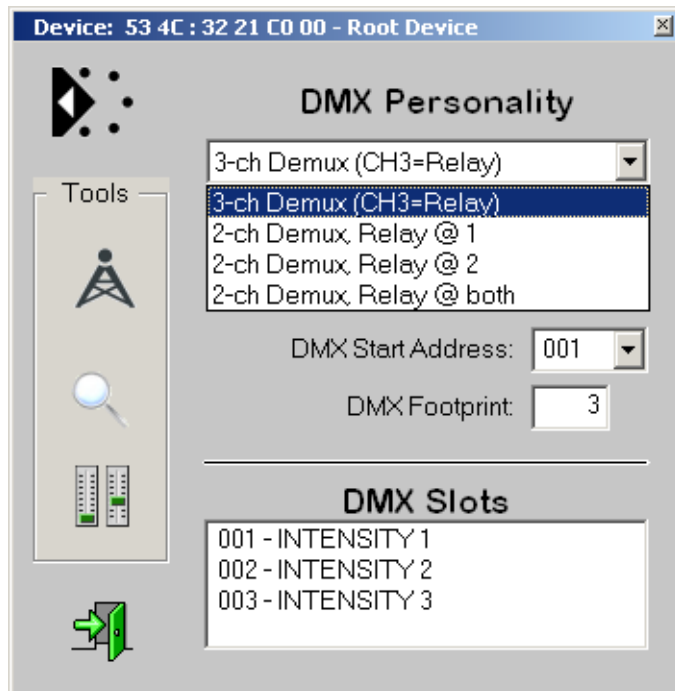 Device: 53 4C : 32 21 C0 00 - Root Device
DMX Personality
3-ch Demux (CH3=Relay)
Tools
3-ch Demux (CH3=Relay)
2-ch Demux, Relay @ 1
2-ch Demux, Relay @ 2
2-ch Demux, Relay @ both
DMX Start Address: 001
DMX Footprint: 3
DMX Slots
001 - INTENSITY 1
002 - INTENSITY 2
003 - INTENSITY 3